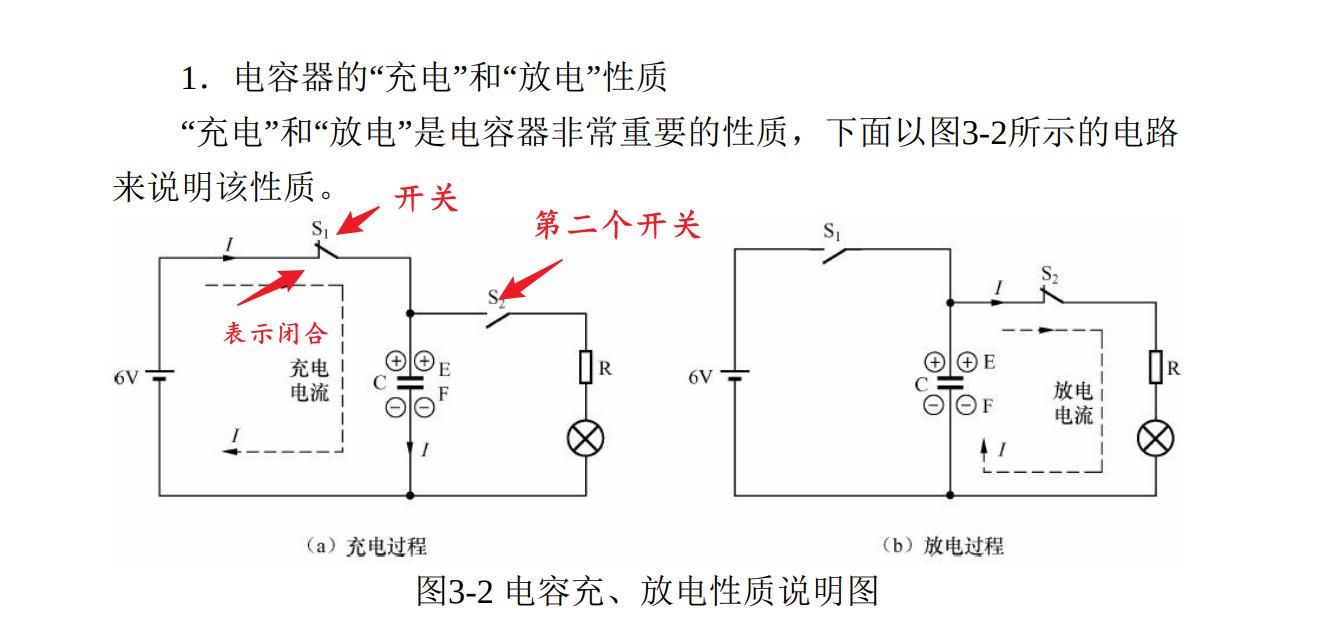 1．电容器的“充电”和“放电”性质
“充电”和“放电”是电容器非常重要的性质，下面以图3-2所示的电路
来说明该性质。
开关
第二个开关
S₁
I
S₂
表示闭合
充电
电流
6V
C
E
F
R
I
I
（a）充电过程
S₁
S₂
I
6V
C
E
F
R
放电
电流
I
（b）放电过程
图3-2 电容充、放电性质说明图